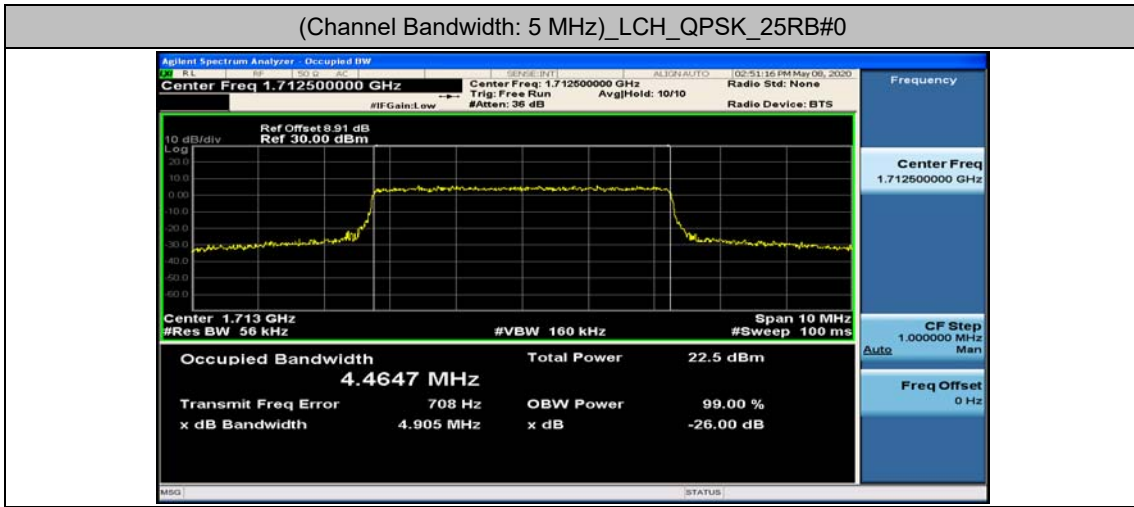 (Channel Bandwidth: 5 MHz)_LCH_QPSK_25RB#0
Agilent Spectrum Analyzer - Occupied BW
LXI RL RF 50 Ω AC SENSE:INT ALIGN AUTO 02:51:16 PM May 08, 2020
Center Freq 1.712500000 GHz
Center Freq: 1.712500000 GHz
Radio Std: None
Trig: Free Run Avg|Hold: 10/10
#IFGain:Low #Atten: 36 dB Radio Device: BTS
Ref Offset 8.91 dB
10 dB/div Ref 30.00 dBm
Log
20.0
10.0
0.00
-10.0
-20.0
-30.0
-40.0
-50.0
-60.0
Center 1.713 GHz Span 10 MHz
#Res BW 56 kHz #VBW 160 kHz #Sweep 100 ms
Occupied Bandwidth Total Power 22.5 dBm
4.4647 MHz
Transmit Freq Error 708 Hz OBW Power 99.00 %
x dB Bandwidth 4.905 MHz x dB -26.00 dB
MSG STATUS
Frequency
Center Freq
1.712500000 GHz
CF Step
1.000000 MHz
Auto Man
Freq Offset
0 Hz